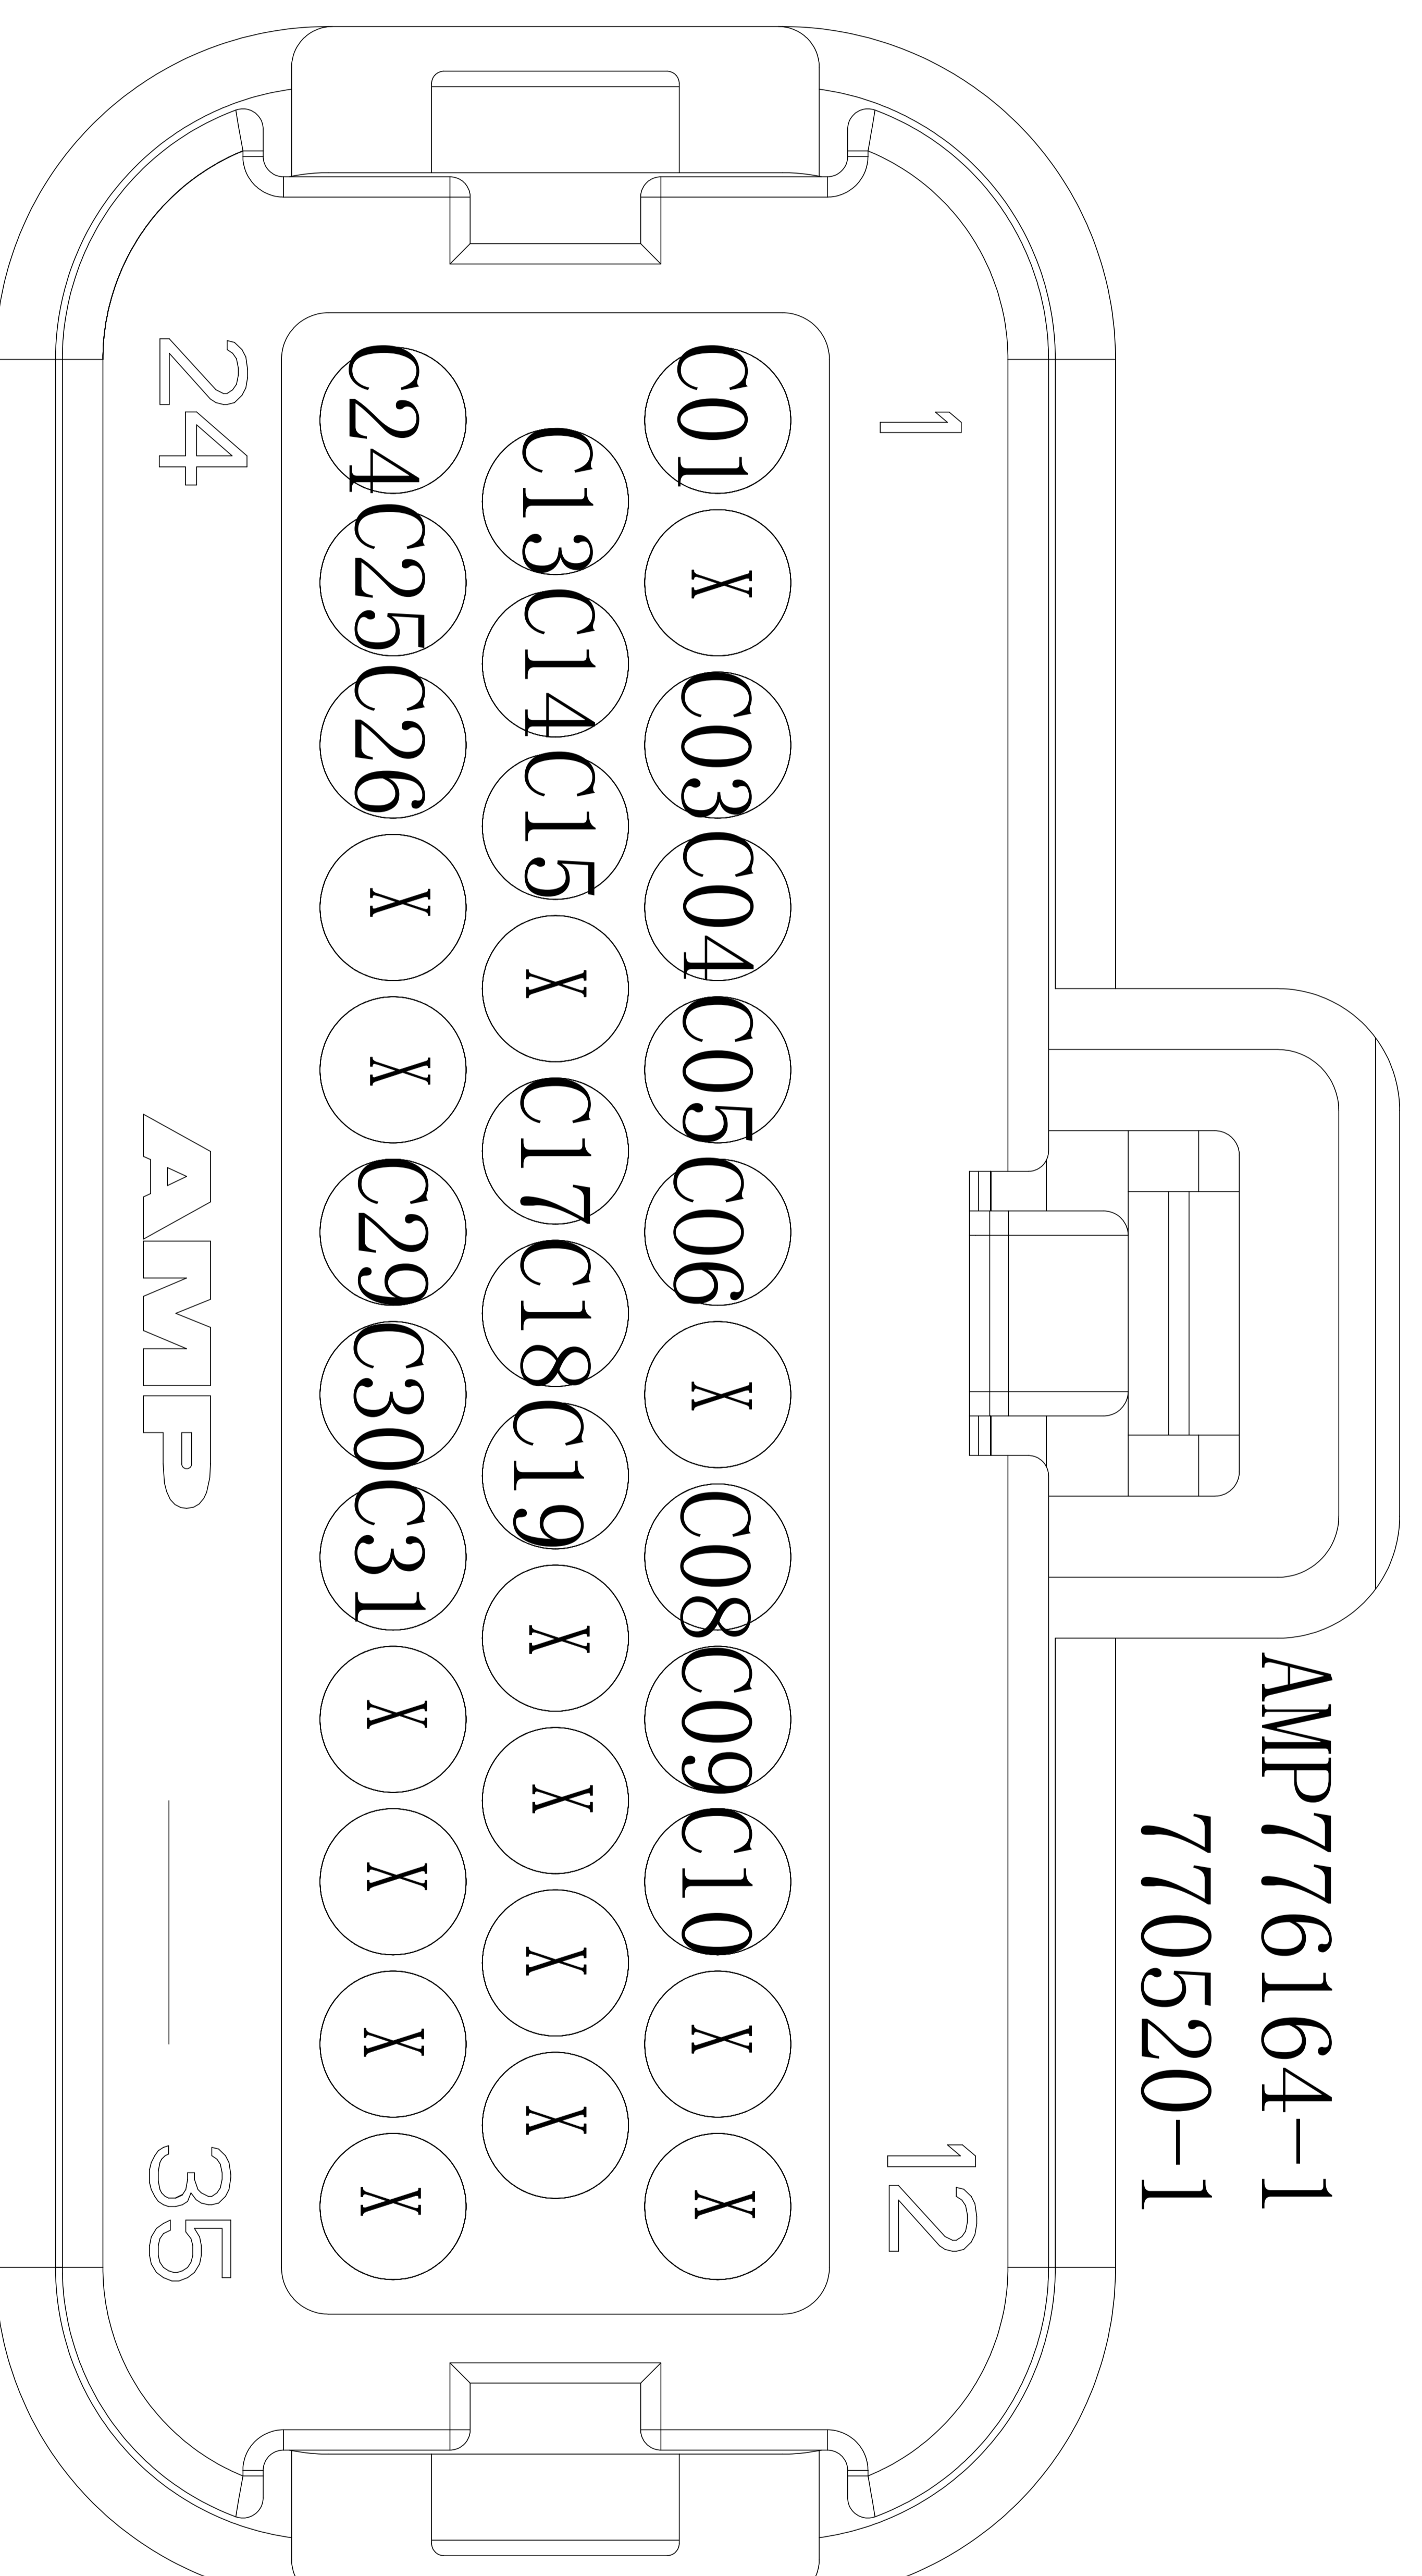 AMP776164-1
770520-1
1 12
C01 X C03 C04 C05 C06 X C08 C09 C10 X X
C13 C14 C15 X C17 C18 C19 X X X X
C24 C25 C26 X X C29 C30 C31 X X X X
24 AMP 35